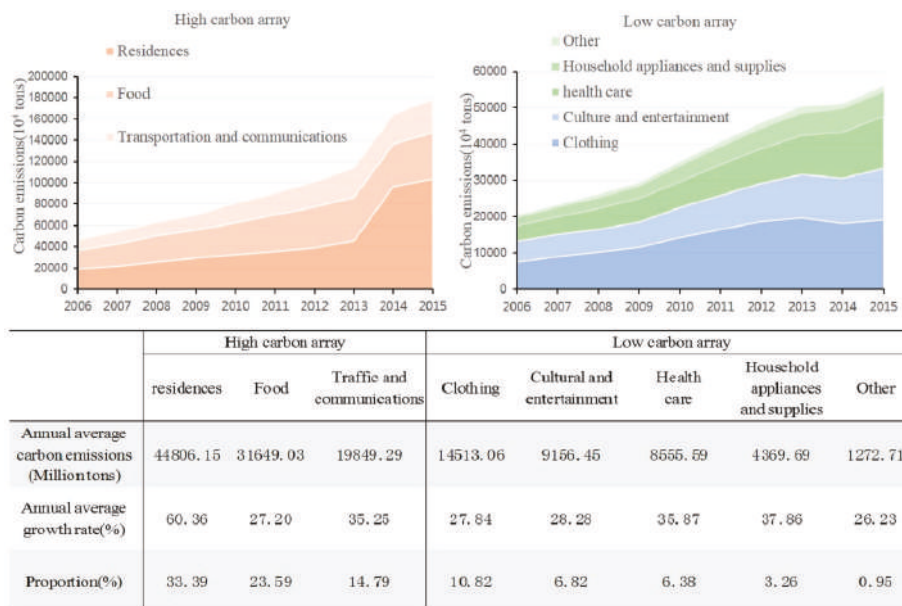 High carbon array
Residences
Food
Transportation and communications
Carbon emissions(10⁴ tons)
200000
180000
160000
140000
120000
100000
80000
60000
40000
20000
0
2006 2007 2008 2009 2010 2011 2012 2013 2014 2015
Low carbon array
Other
Household appliances and supplies
health care
Culture and entertainment
Clothing
Carbon emissions(10⁴ tons)
60000
50000
40000
30000
20000
10000
0
2006 2007 2008 2009 2010 2011 2012 2013 2014 2015
High carbon array Low carbon array
residences Food Traffic and communications Clothing Cultural and entertainment Health care Household appliances and supplies Other
Annual average carbon emissions (Million tons) 44806.15 31649.03 19849.29 14513.06 9156.45 8555.59 4369.69 1272.71
Annual average growth rate(%) 60.36 27.20 35.25 27.84 28.28 35.87 37.86 26.23
Proportion(%) 33.39 23.59 14.79 10.82 6.82 6.38 3.26 0.95